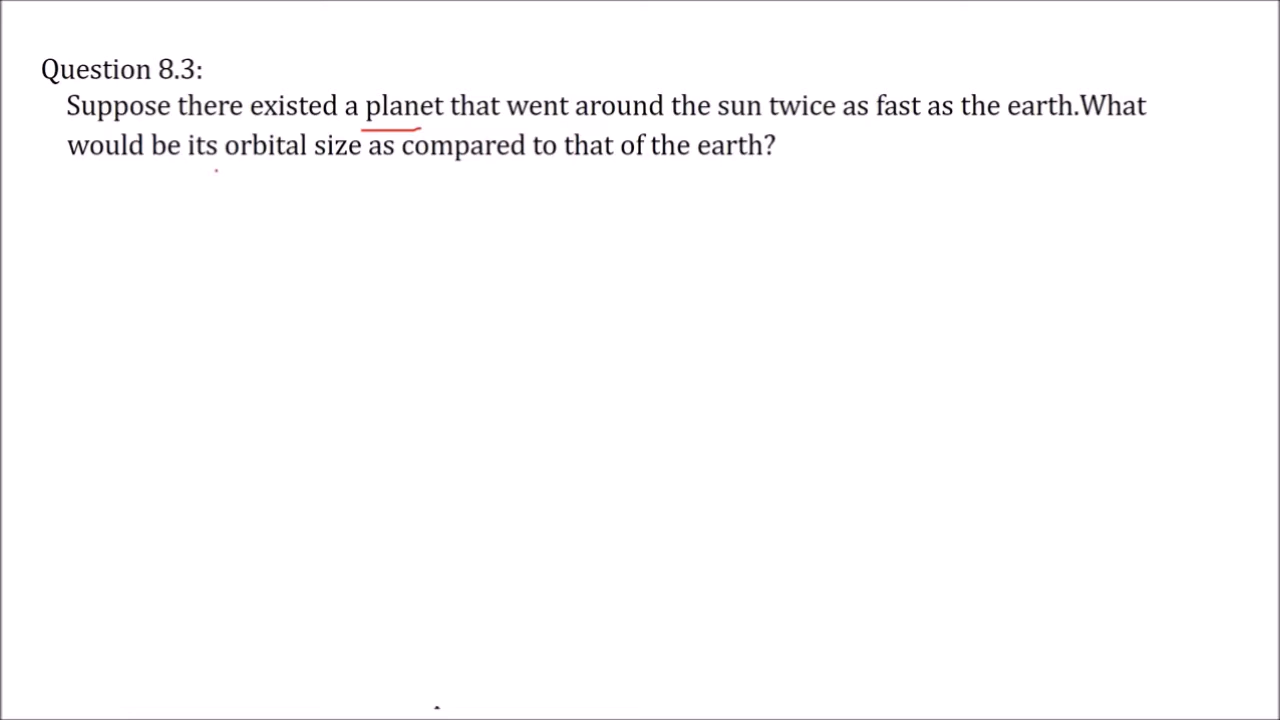 Question 8.3:
Suppose there existed a planet that went around the sun twice as fast as the earth.What
would be its orbital size as compared to that of the earth?